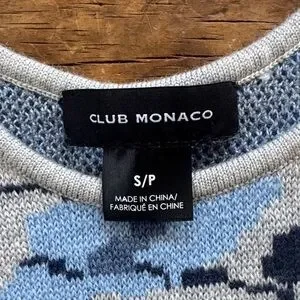 CLUB MONACO
S/P
MADE IN CHINA/
FABRIQUÉ EN CHINE